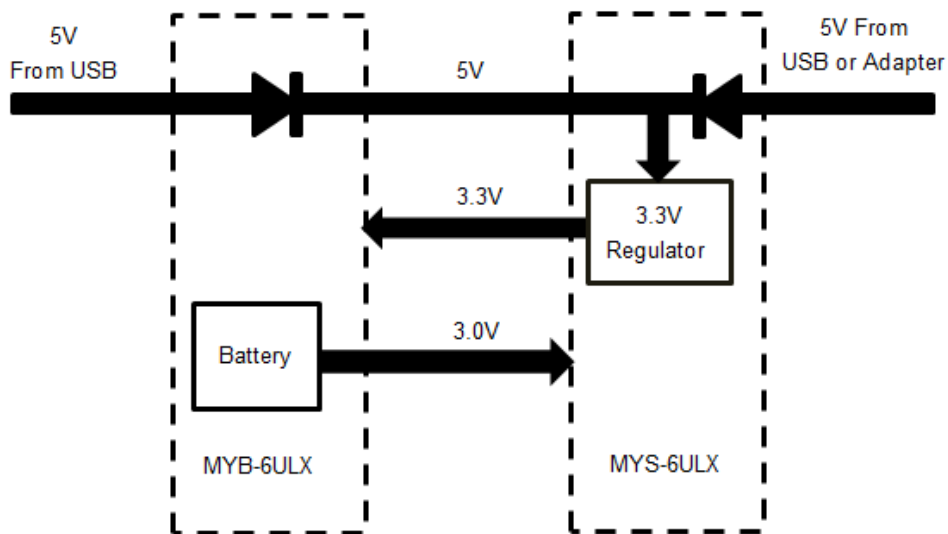 5V
From USB
5V
5V From
USB or Adapter
3.3V
3.3V
Regulator
Battery
3.0V
MYB-6ULX
MYS-6ULX